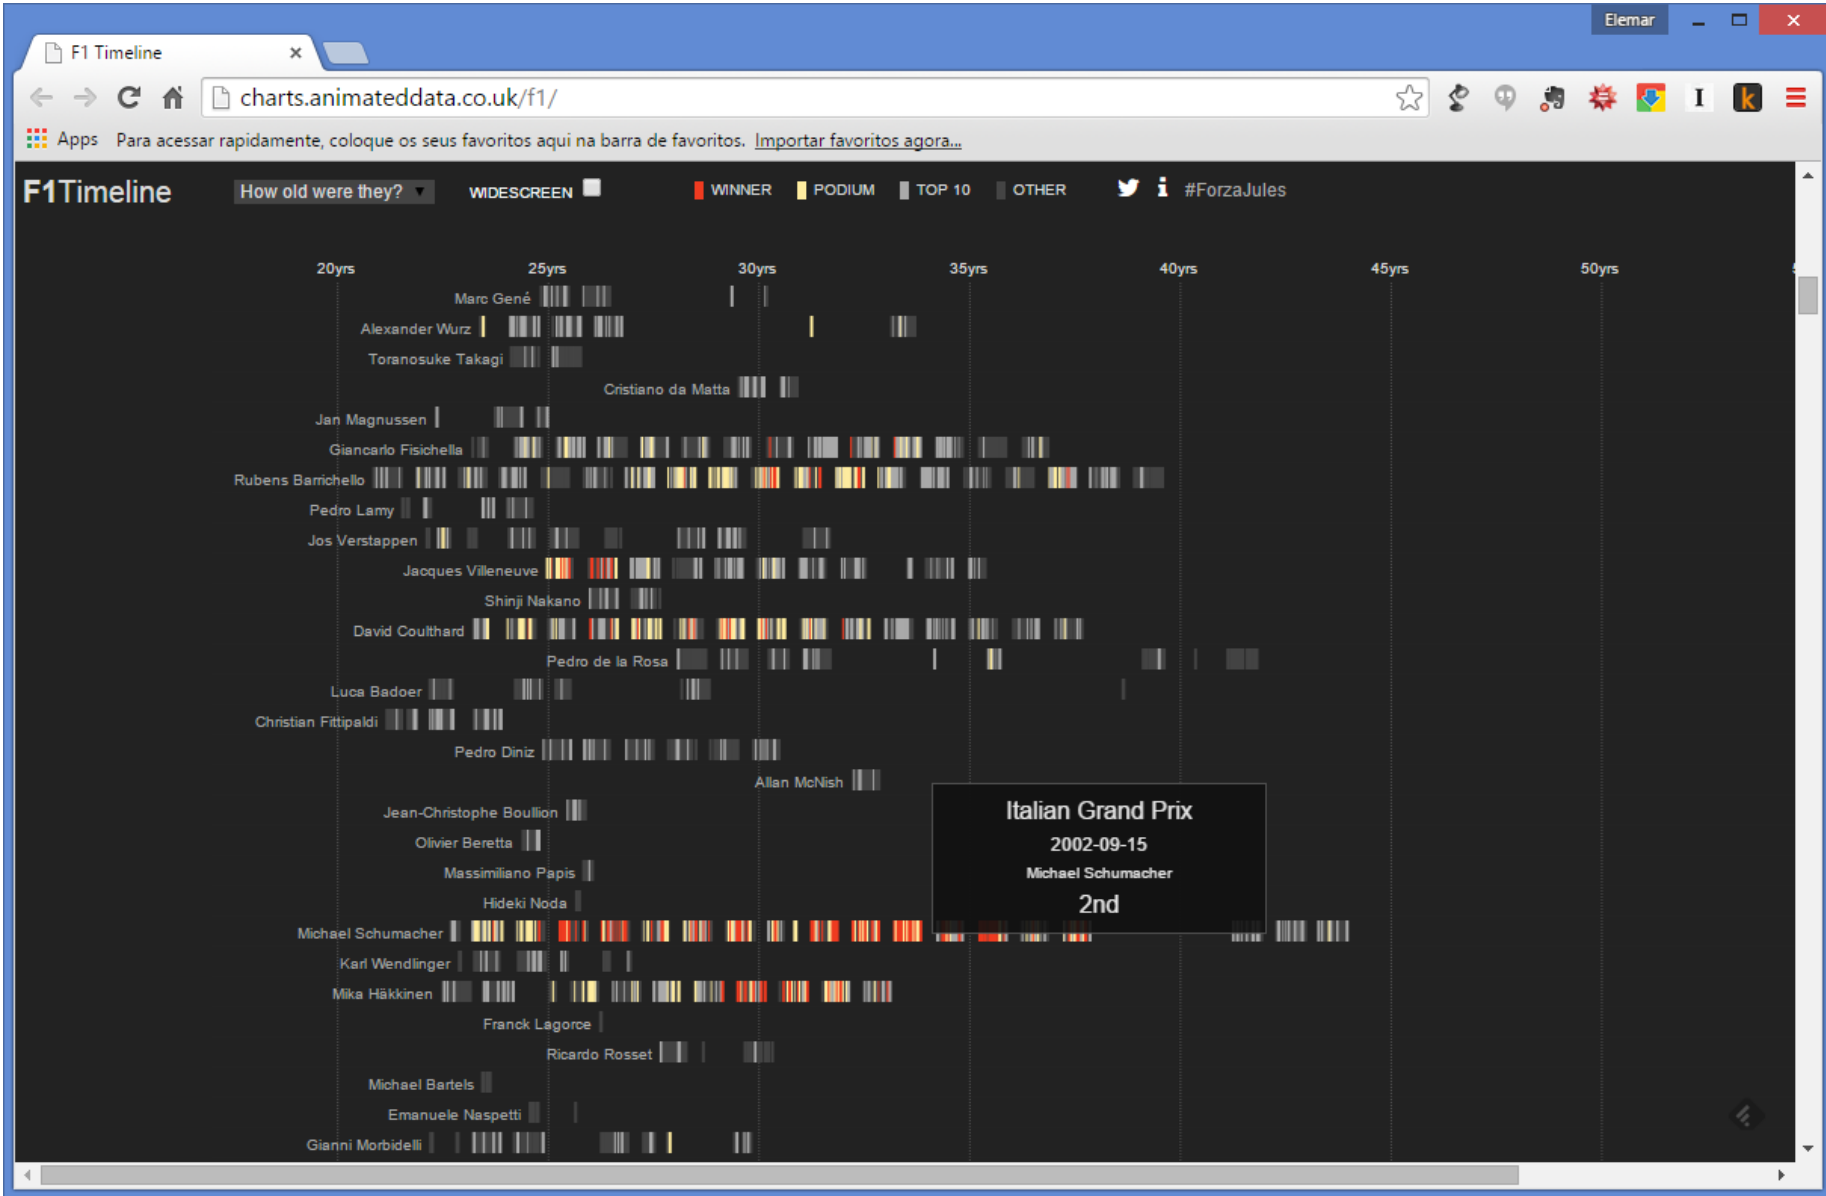 Elemar
F1 Timeline
charts.animateddata.co.uk/f1/
Apps Para acessar rapidamente, coloque os seus favoritos aqui na barra de favoritos. Importar favoritos agora...
F1Timeline How old were they? WIDESCREEN WINNER PODIUM TOP 10 OTHER #ForzaJules
20yrs 25yrs 30yrs 35yrs 40yrs 45yrs 50yrs
Marc Gené
Alexander Wurz
Toranosuke Takagi
Cristiano da Matta
Jan Magnussen
Giancarlo Fisichella
Rubens Barrichello
Pedro Lamy
Jos Verstappen
Jacques Villeneuve
Shinji Nakano
David Coulthard
Pedro de la Rosa
Luca Badoer
Christian Fittipaldi
Pedro Diniz
Allan McNish
Jean-Christophe Boullion
Olivier Beretta
Massimiliano Papis
Hideki Noda
Italian Grand Prix
2002-09-15
Michael Schumacher
2nd
Michael Schumacher
Karl Wendlinger
Mika Häkkinen
Franck Lagorce
Ricardo Rosset
Michael Bartels
Emanuele Naspetti
Gianni Morbidelli